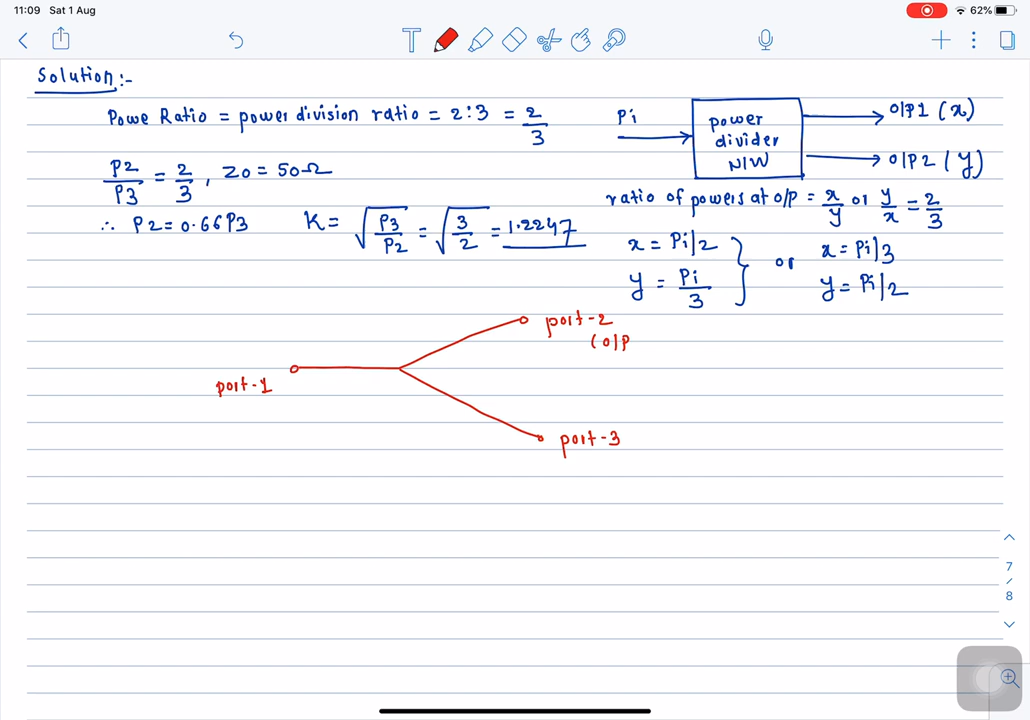 11:09 Sat 1 Aug
62%
Solution:-
Powe Ratio = power division ratio = 2:3 = 2/3
P2/P3 = 2/3, Z0 = 50Ω
∴ P2 = 0.66P3
K = √(P3/P2) = √(3/2) = 1.2247
Pi
power
divider
N/W
O/P1 (x)
O/P2 (y)
ratio of powers at o/p = x/y or y/x = 2/3
x = Pi/2
y = Pi/3
or
x = Pi/3
y = Pi/2
port-1
port-2
(O/P
port-3
7
/
8
T